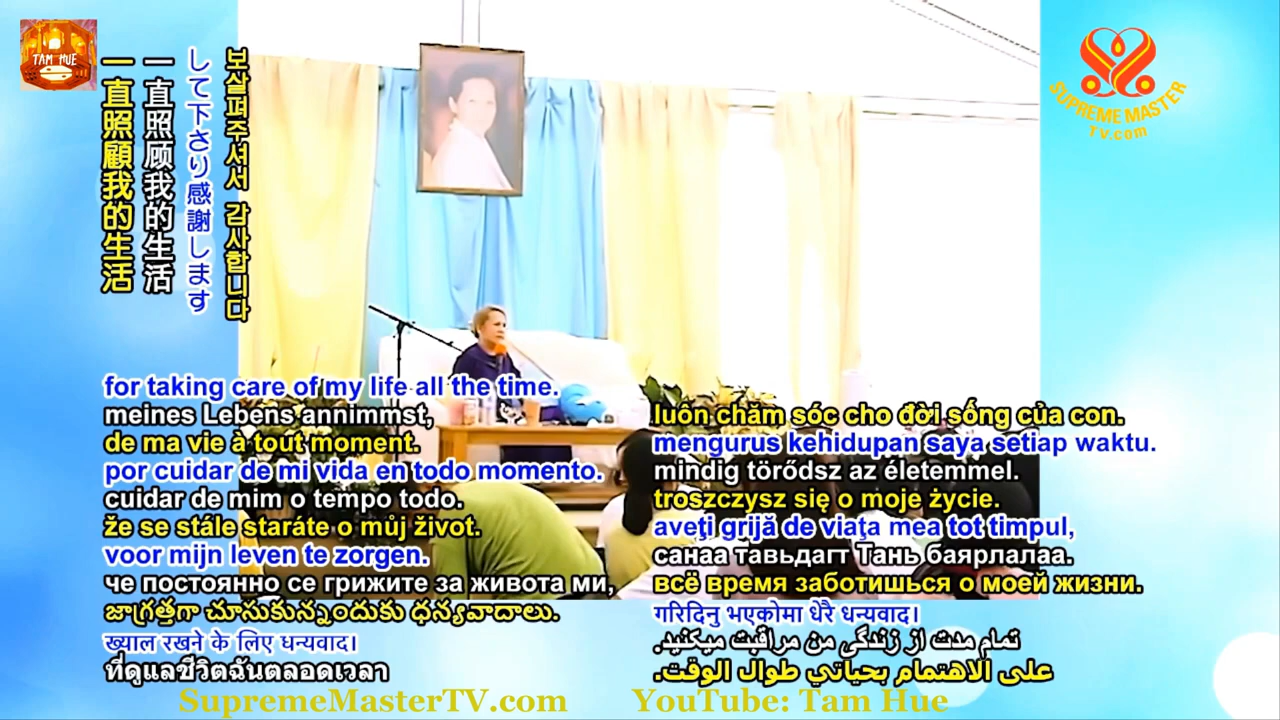 TAM HUE
SUPREME MASTER
TV.com
보살펴주셔서 감사합니다
して下さり感謝します
一直照顾我的生活
一直照顧我的生活
for taking care of my life all the time.
meines Lebens annimmst,
de ma vie à tout moment.
por cuidar de mi vida en todo momento.
cuidar de mim o tempo todo.
že se stále staráte o můj život.
voor mijn leven te zorgen.
че постоянно се грижите за живота ми,
జాగ్రత్తగా చూసుకున్నందుకు ధన్యవాదాలు.
ख्याल रखने के लिए धन्यवाद।
ที่ดูแลชีวิตฉันตลอดเวลา
luôn chăm sóc cho đời sống của con.
mengurus kehidupan saya setiap waktu.
mindig törődsz az életemmel.
troszczysz się o moje życie.
aveţi grijă de viaţa mea tot timpul,
санаа тавьдагт Тань баярлалаа.
всё время заботишься о моей жизни.
गरिदिनु भएकोमा धेरै धन्यवाद।
تمام مدت از زندگی من مراقبت میکنید.
على الاهتمام بحياتي طوال الوقت.
SupremeMasterTV.com
YouTube: Tam Hue